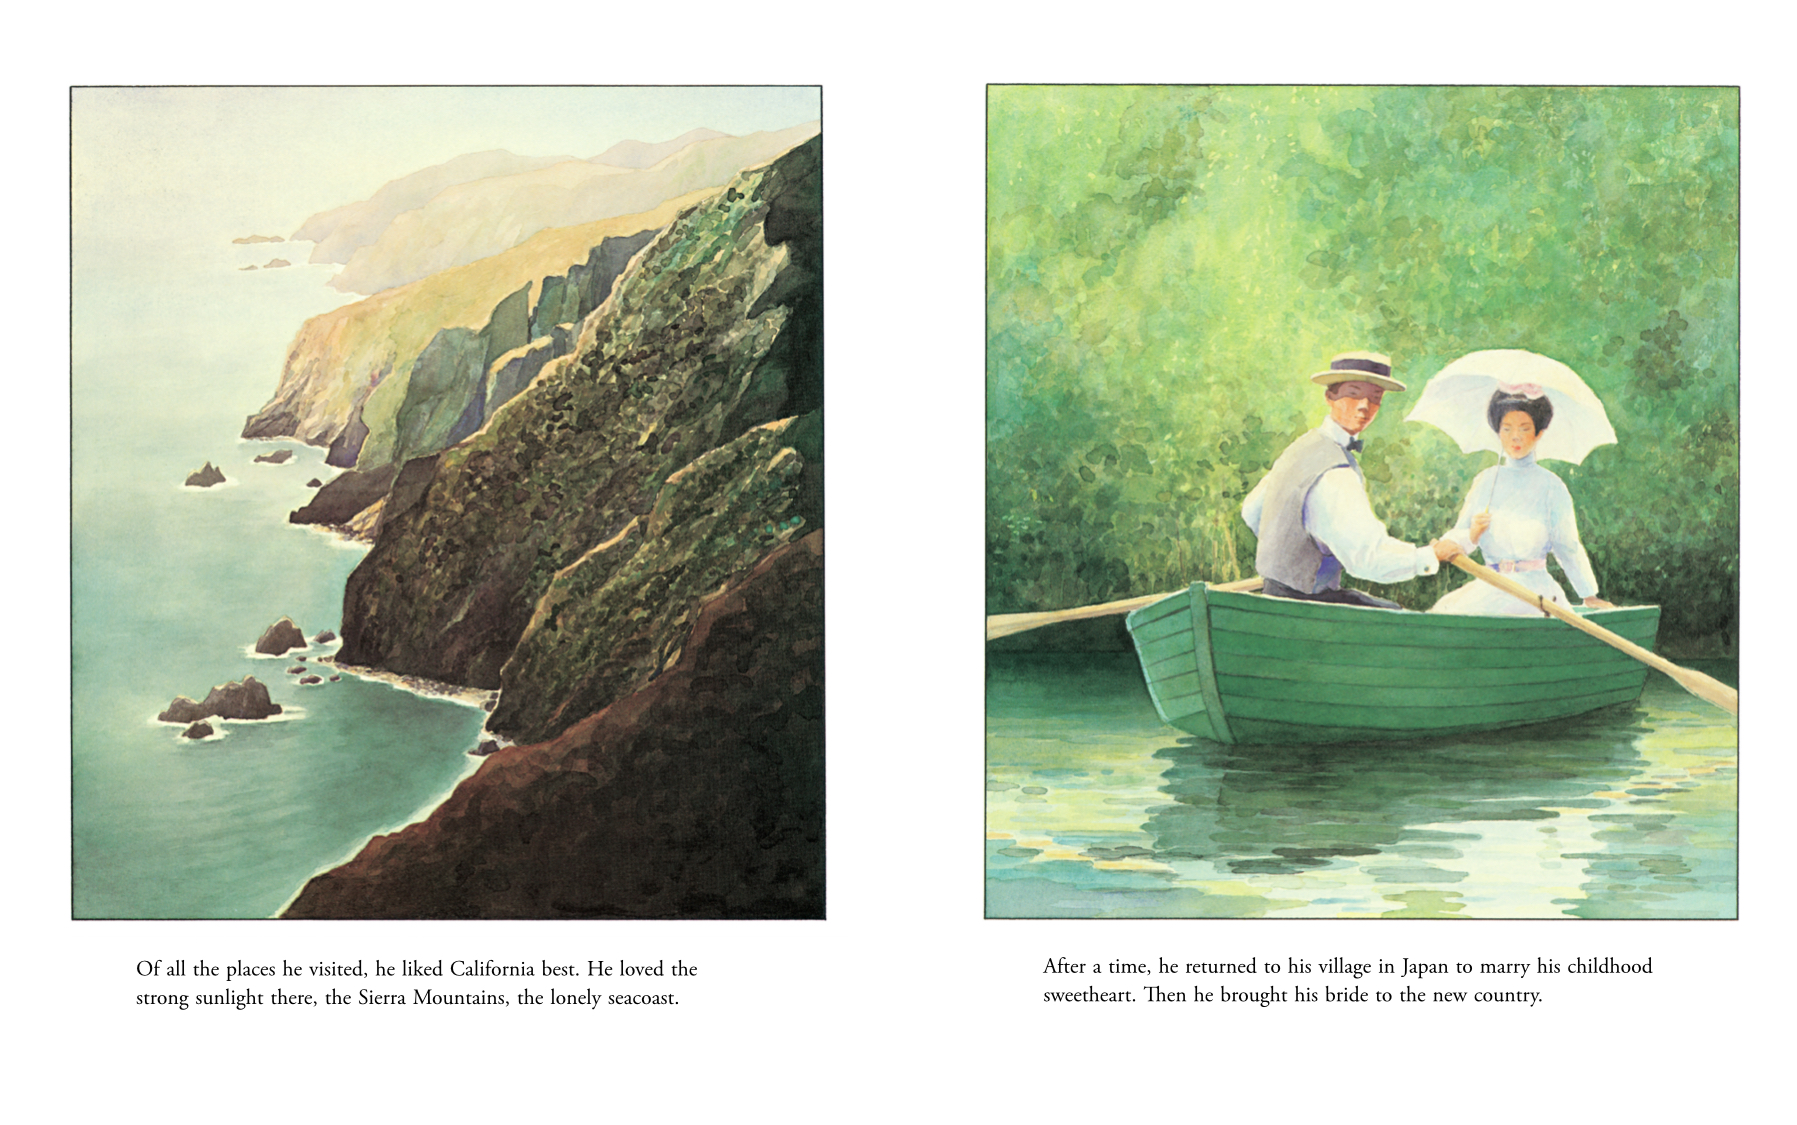 Of all the places he visited, he liked California best. He loved the
strong sunlight there, the Sierra Mountains, the lonely seacoast.
After a time, he returned to his village in Japan to marry his childhood
sweetheart. Then he brought his bride to the new country.